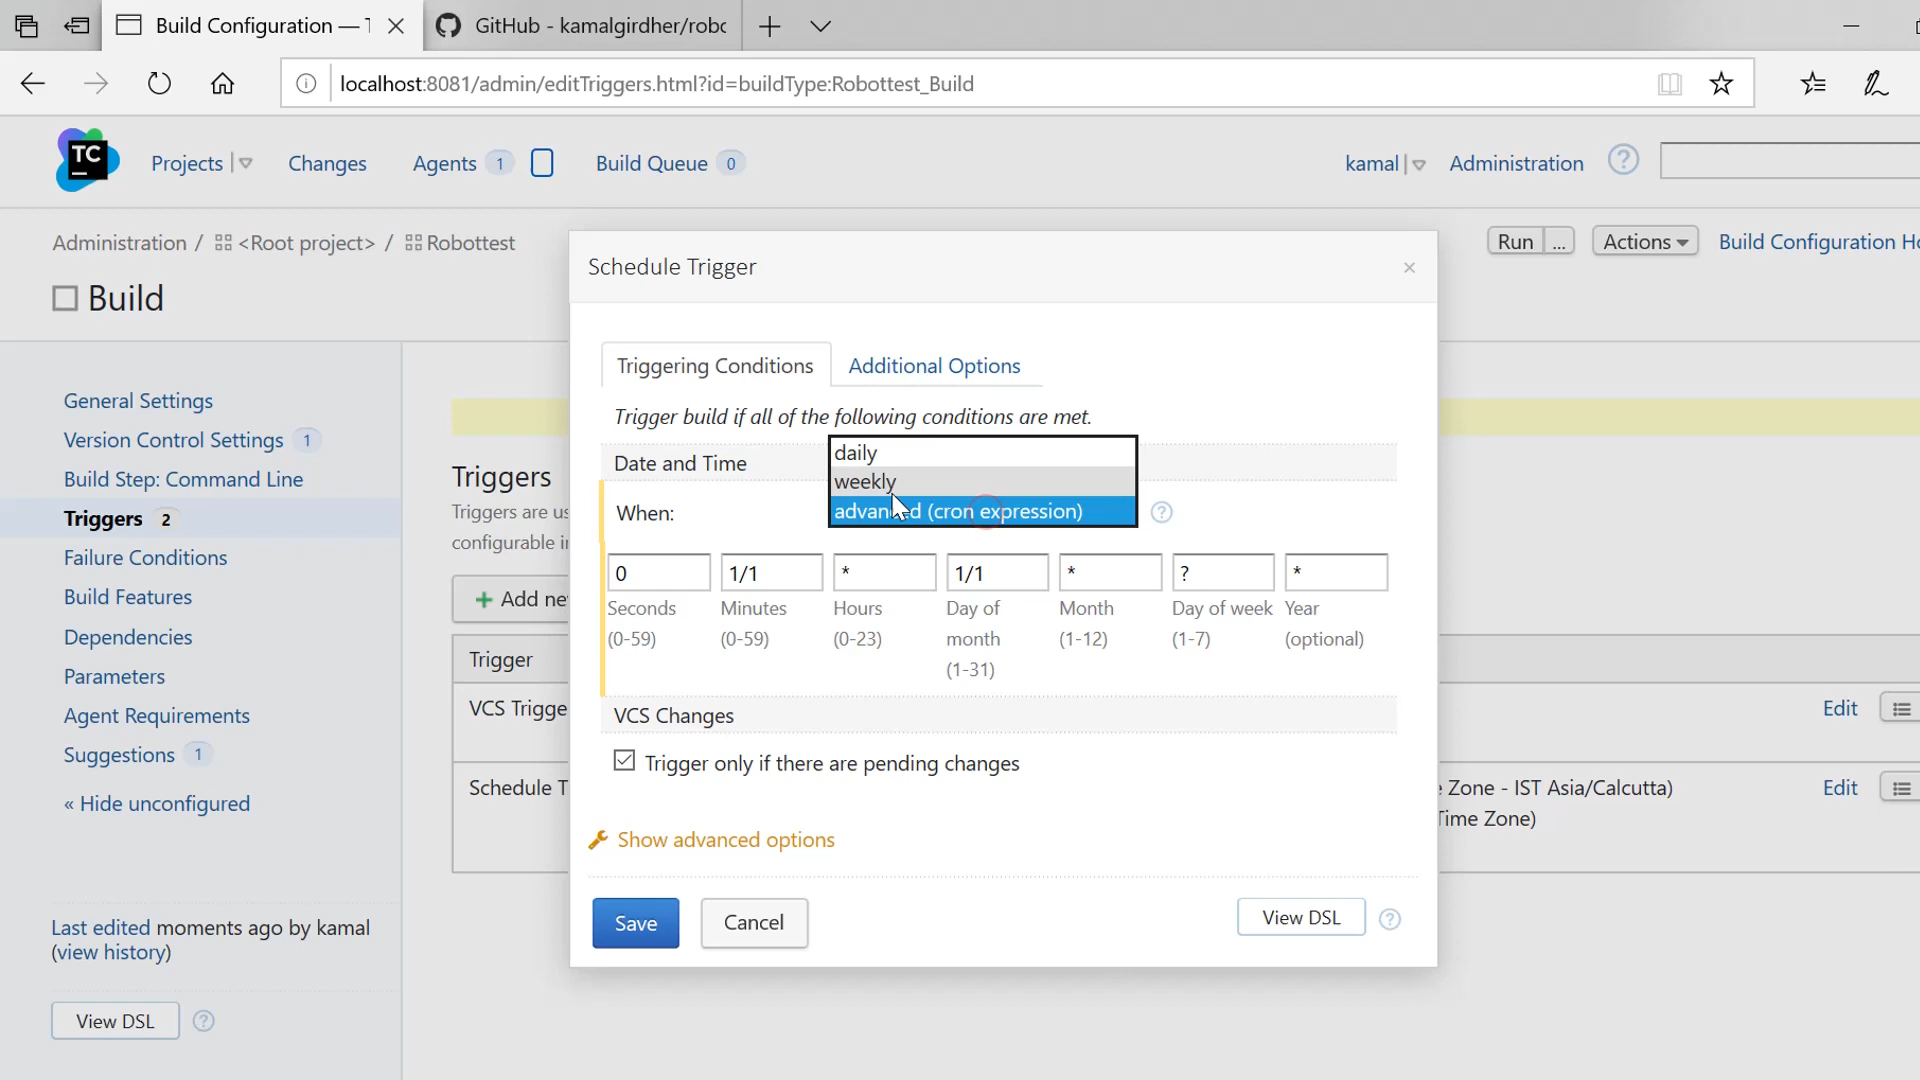 Build Configuration — T
GitHub - kamalgirdher/robo
localhost:8081/admin/editTriggers.html?id=buildType:Robottest_Build
TC
Projects
Changes
Agents 1
Build Queue 0
kamal
Administration
Administration / <Root project> / Robottest
Run ...
Actions
Build Configuration Ho
Build
General Settings
Version Control Settings 1
Build Step: Command Line
Triggers 2
Failure Conditions
Build Features
Dependencies
Parameters
Agent Requirements
Suggestions 1
« Hide unconfigured
Last edited moments ago by kamal
(view history)
View DSL
Triggers
Triggers are us
configurable i
+ Add ne
Trigger
VCS Trigge
Edit
Schedule T
Zone - IST Asia/Calcutta)
Time Zone)
Edit
Schedule Trigger
Triggering Conditions
Additional Options
Trigger build if all of the following conditions are met.
Date and Time
When:
daily
weekly
advanced (cron expression)
0 1/1 * 1/1 * ? *
Seconds (0-59)
Minutes (0-59)
Hours (0-23)
Day of month (1-31)
Month (1-12)
Day of week (1-7)
Year (optional)
VCS Changes
Trigger only if there are pending changes
Show advanced options
Save
Cancel
View DSL